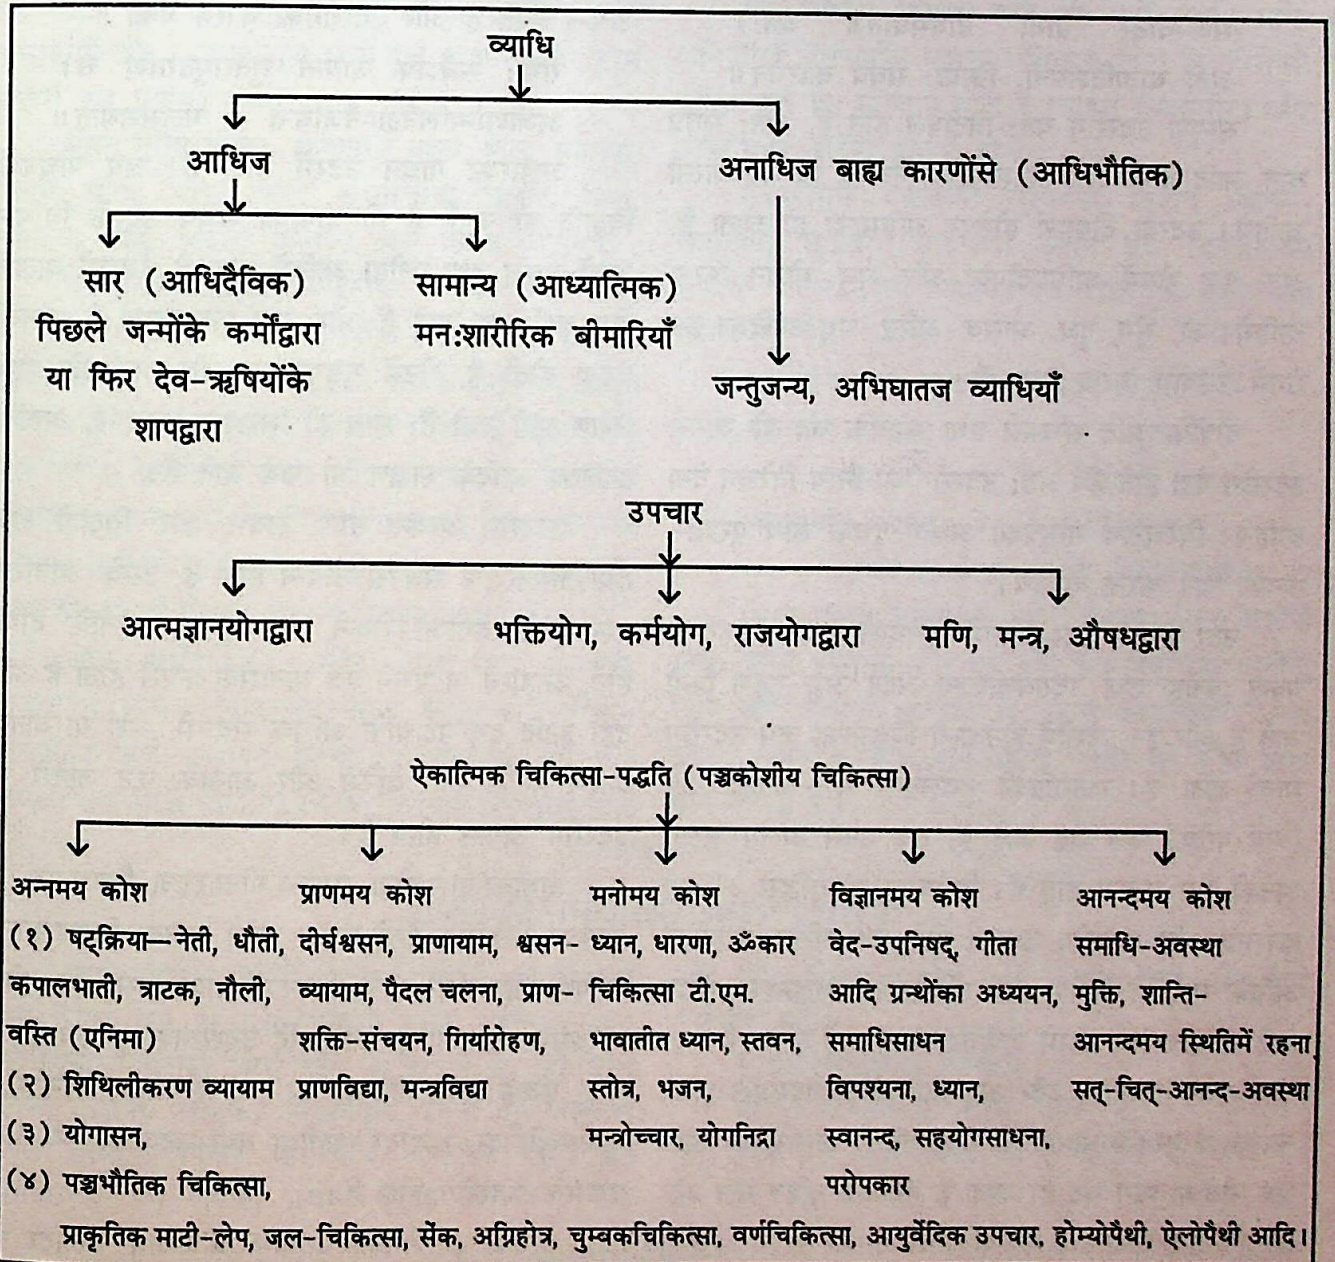 व्याधि
आधिज
अनाधिज बाह्य कारणोंसे (आधिभौतिक)
सार (आधिदैविक)
पिछले जन्मोंके कर्मोंद्वारा
या फिर देव-ऋषियोंके
शापद्वारा
सामान्य (आध्यात्मिक)
मन:शारीरिक बीमारियाँ
जन्तुजन्य, अभिघातज व्याधियाँ
उपचार
आत्मज्ञानयोगद्वारा
भक्तियोग, कर्मयोग, राजयोगद्वारा
मणि, मन्त्र, औषधद्वारा
ऐकात्मिक चिकित्सा-पद्धति (पञ्चकोशीय चिकित्सा)
अन्नमय कोश
(१) षट्क्रिया—नेती, धौती,
कपालभाती, त्राटक, नौली,
वस्ति (एनिमा)
(२) शिथिलीकरण व्यायाम
(३) योगासन,
(४) पञ्चभौतिक चिकित्सा,
प्राणमय कोश
दीर्घश्वसन, प्राणायाम, श्वसन-
व्यायाम, पैदल चलना, प्राण-
शक्ति-संचयन, गिर्यारोहण,
प्राणविद्या, मन्त्रविद्या
मनोमय कोश
ध्यान, धारणा, ॐकार
चिकित्सा टी.एम.
भावातीत ध्यान, स्तवन,
स्तोत्र, भजन,
मन्त्रोच्चार, योगनिद्रा
विज्ञानमय कोश
वेद-उपनिषद्, गीता
आदि ग्रन्थोंका अध्ययन,
समाधिसाधन
विपश्यना, ध्यान,
स्वानन्द, सहयोगसाधना,
परोपकार
आनन्दमय कोश
समाधि-अवस्था
मुक्ति, शान्ति-
आनन्दमय स्थितिमें रहना
सत्-चित्-आनन्द-अवस्था
प्राकृतिक माटी-लेप, जल-चिकित्सा, सेंक, अग्निहोत्र, चुम्बकचिकित्सा, वर्णचिकित्सा, आयुर्वेदिक उपचार, होम्योपैथी, ऐलोपैथी आदि।